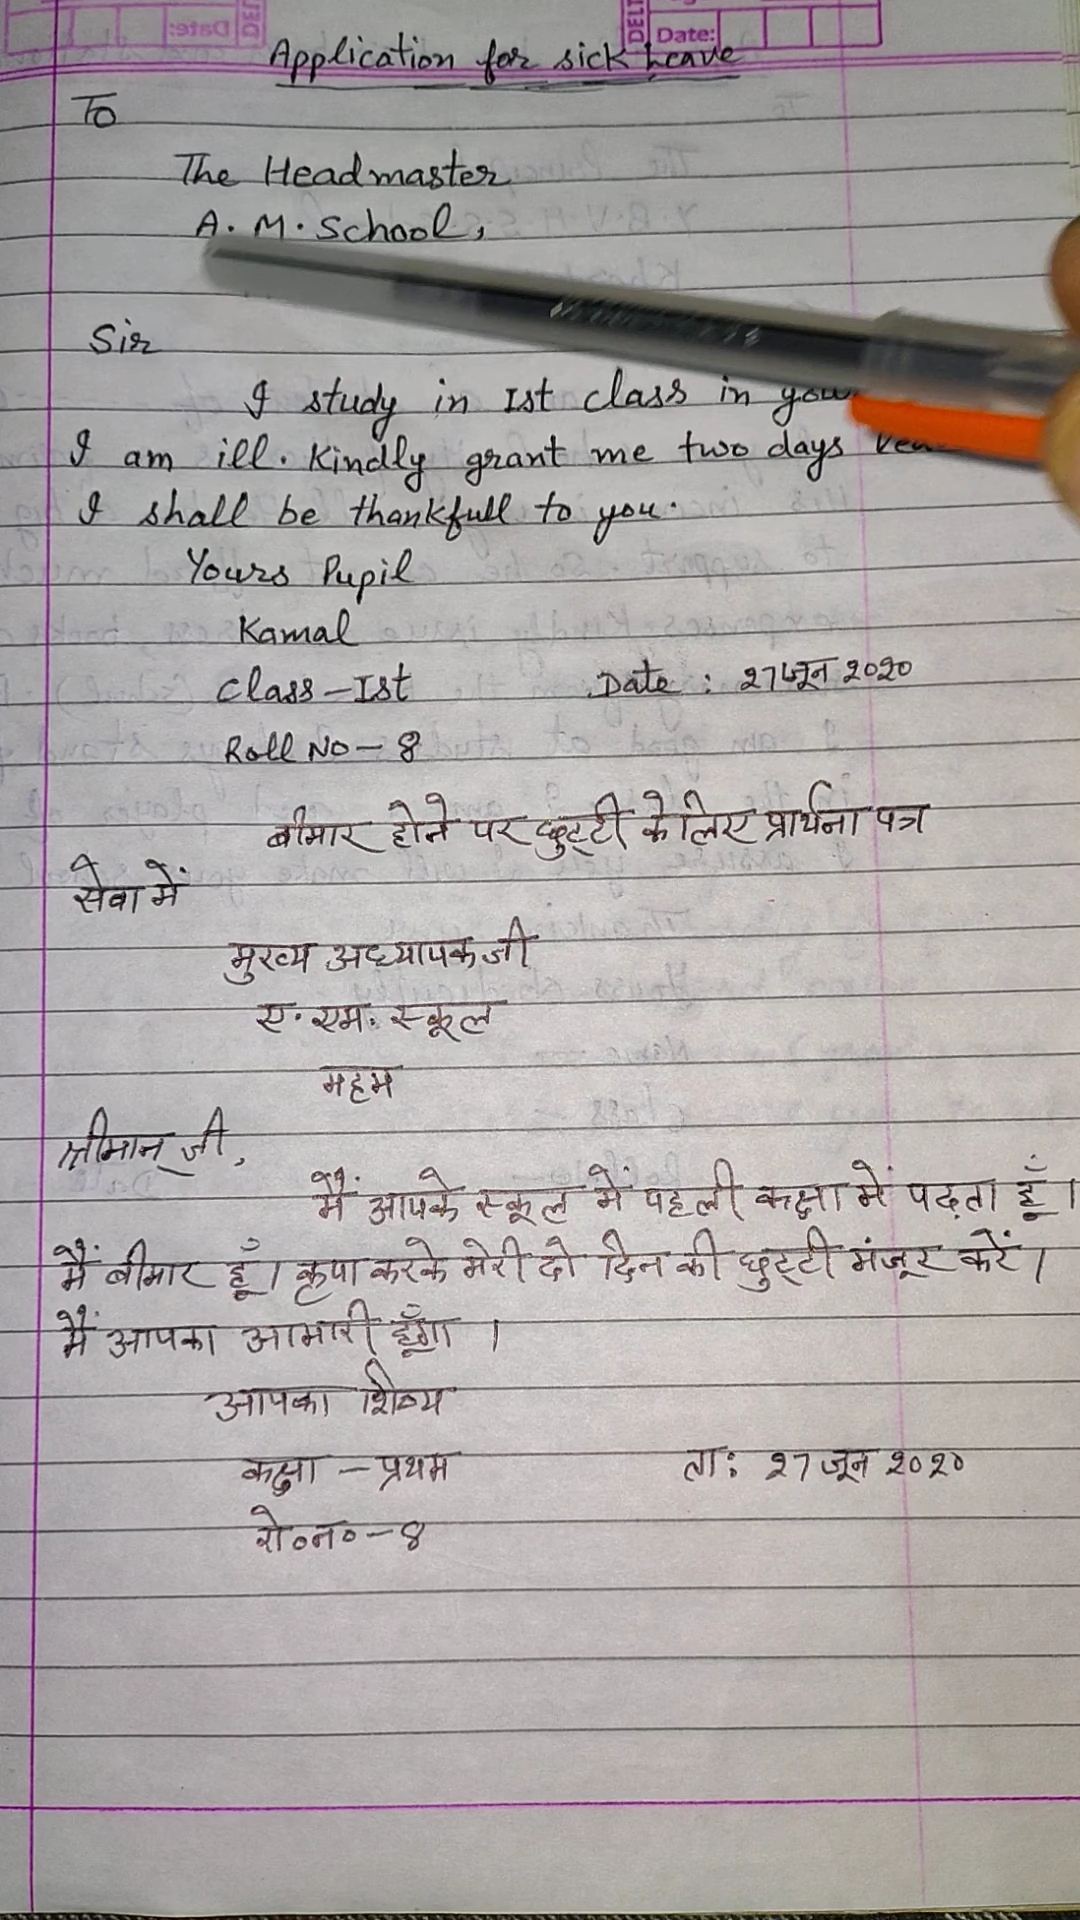 Date:
Application for sick Leave
To
The Headmaster
A. M. School,
Sir
I study in Ist class in
I am ill. Kindly grant me two days
I shall be thankfull to you.
Yours Pupil
Kamal
Class - Ist Date : 27 जून 2020
Roll No - 8
बीमार होने पर छुट्टी के लिए प्रार्थना पत्र
सेवा में
मुख्य अध्यापक जी
ए. एम. स्कूल
महम
श्रीमान् जी,
मैं आपके स्कूल में पहली कक्षा में पढ़ता हूँ।
मैं बीमार हूँ। कृपा करके मेरी दो दिन की छुट्टी मंजूर करें।
मैं आपका आभारी हूँगा ।
आपका शिष्य
कक्षा - प्रथम ता: 27 जून 2020
रो०न० - 8